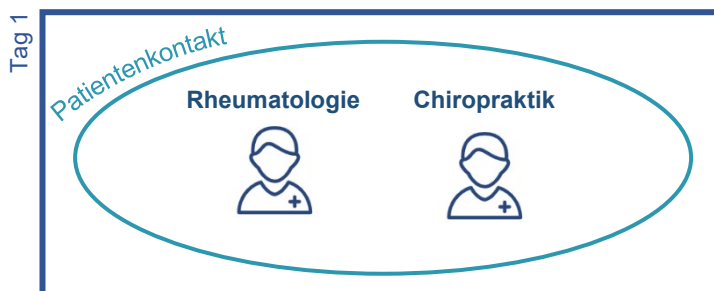 Tag 1
Patientenkontakt
Rheumatologie
Chiropraktik